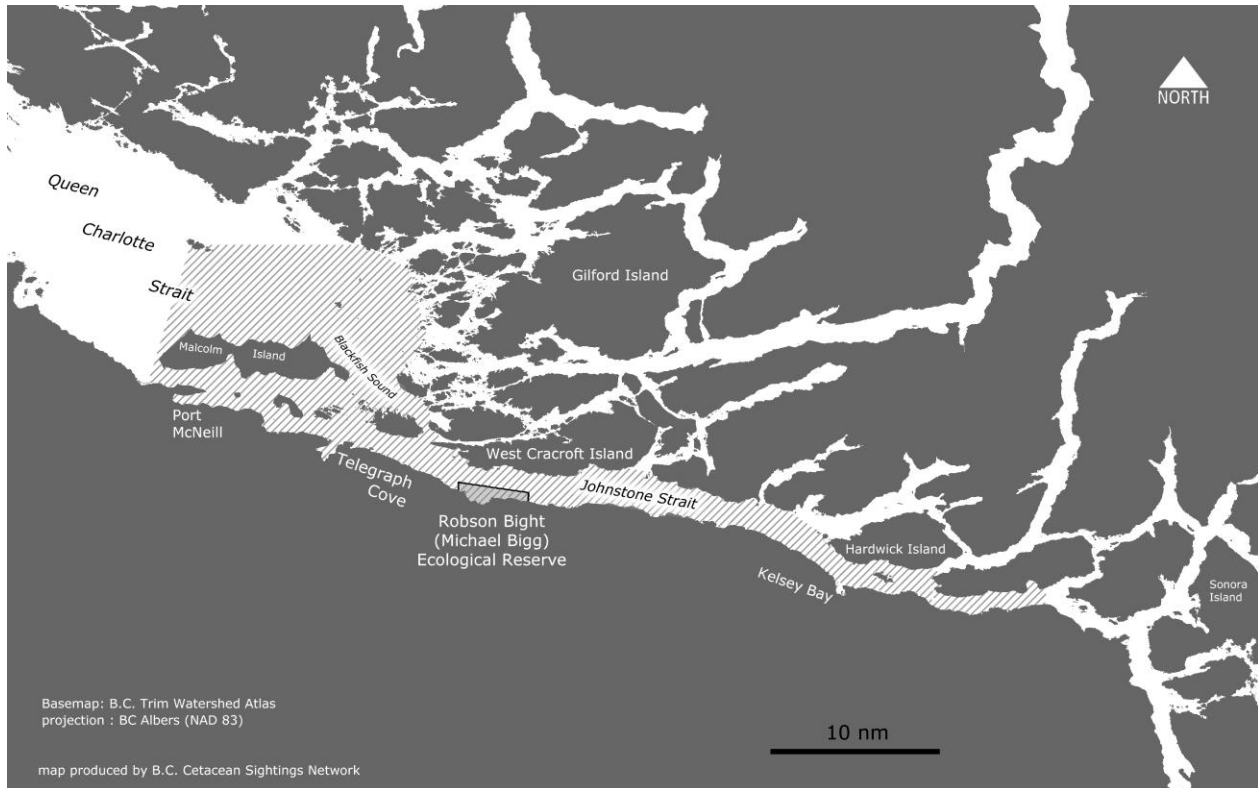 NORTH
Queen
Charlotte
Strait
Gilford Island
Malcolm Island
Blackfish Sound
Port
McNeill
Telegraph
Cove
West Cracroft Island
Johnstone Strait
Robson Bight
(Michael Bigg)
Ecological Reserve
Hardwick Island
Kelsey Bay
Sonora
Island
Basemap: B.C. Trim Watershed Atlas
projection : BC Albers (NAD 83)
10 nm
map produced by B.C. Cetacean Sightings Network